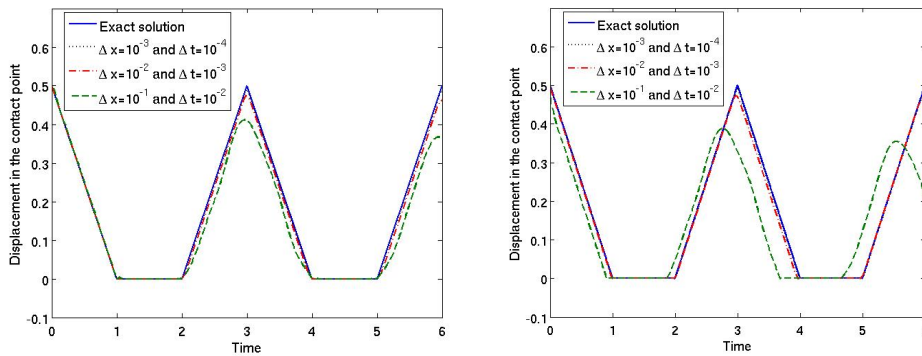 Exact solution
Δ x=10⁻³ and Δ t=10⁻⁴
Δ x=10⁻² and Δ t=10⁻³
Δ x=10⁻¹ and Δ t=10⁻²
Displacement in the contact point
0.6
0.5
0.4
0.3
0.2
0.1
0
-0.1
0 1 2 3 4 5 6
Time
Exact solution
Δ x=10⁻³ and Δ t=10⁻⁴
Δ x=10⁻² and Δ t=10⁻³
Δ x=10⁻¹ and Δ t=10⁻²
Displacement in the contact point
0.6
0.5
0.4
0.3
0.2
0.1
0
-0.1
0 1 2 3 4 5
Time